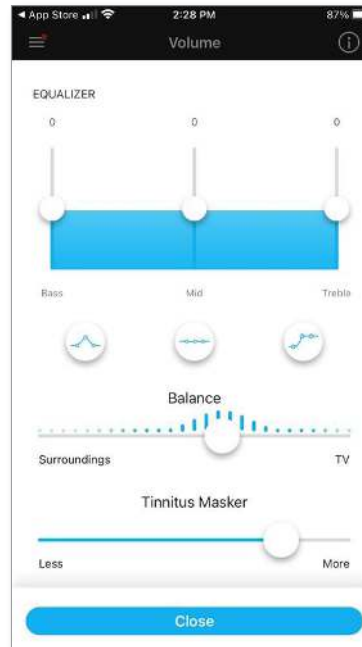 App Store 2:28 PM 87%
Volume
EQUALIZER
0 0 0
Bass Mid Treble
Balance
Surroundings TV
Tinnitus Masker
Less More
Close